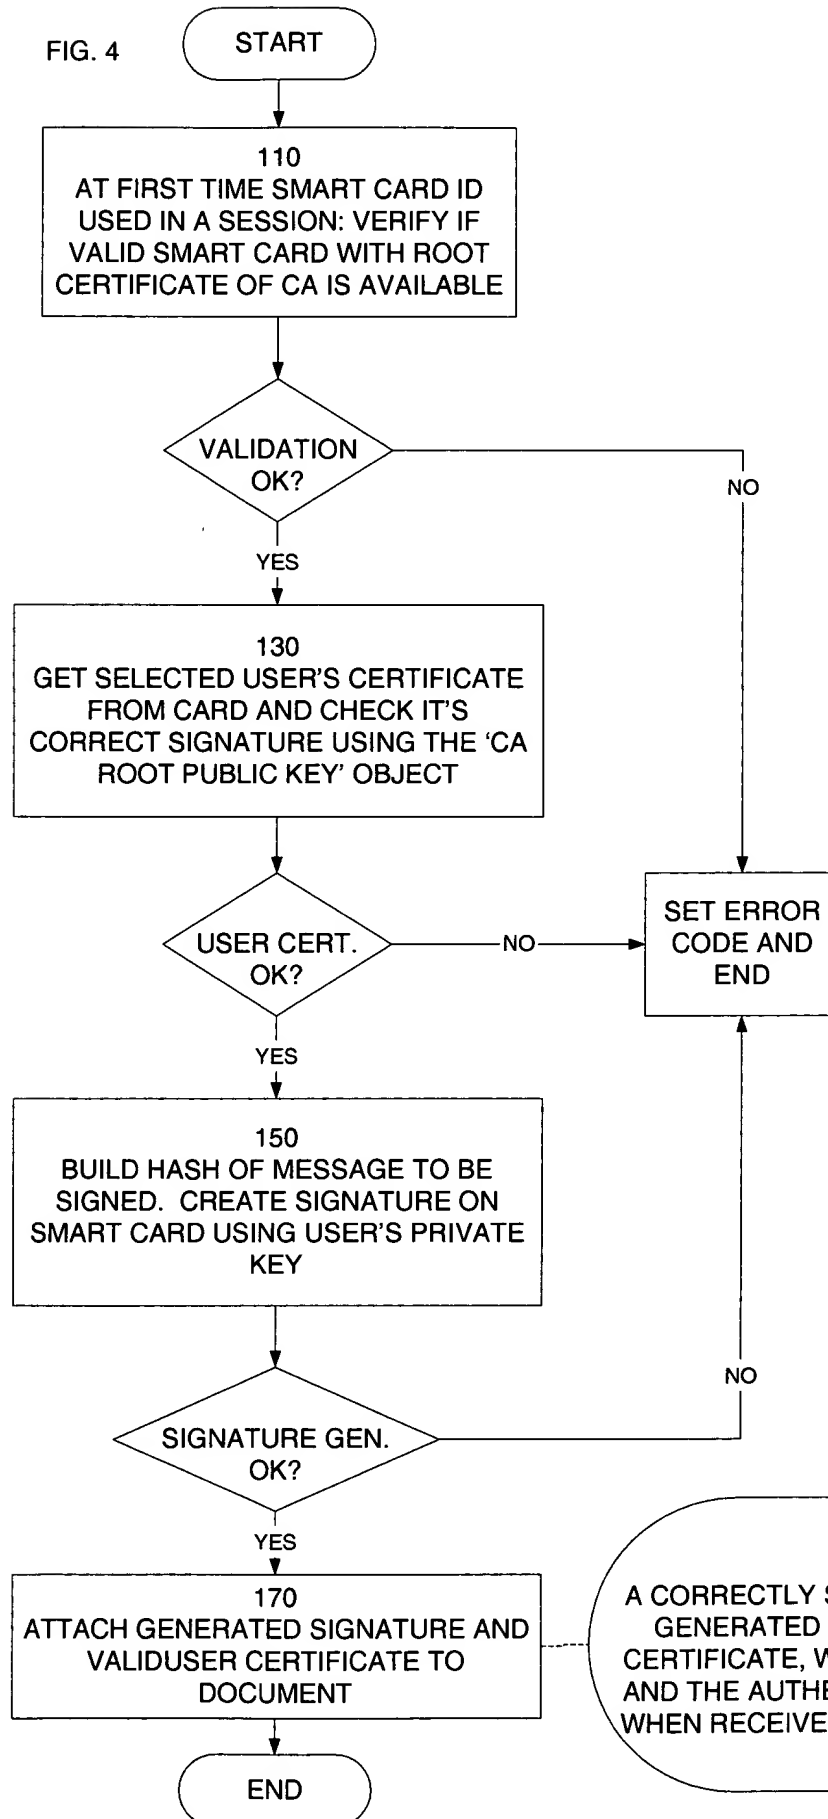 FIG. 4
START
110
AT FIRST TIME SMART CARD ID
USED IN A SESSION: VERIFY IF
VALID SMART CARD WITH ROOT
CERTIFICATE OF CA IS AVAILABLE
VALIDATION
OK?
NO
YES
130
GET SELECTED USER'S CERTIFICATE
FROM CARD AND CHECK IT'S
CORRECT SIGNATURE USING THE ‘CA
ROOT PUBLIC KEY’ OBJECT
USER CERT.
OK?
NO
SET ERROR
CODE AND
END
YES
150
BUILD HASH OF MESSAGE TO BE
SIGNED. CREATE SIGNATURE ON
SMART CARD USING USER'S PRIVATE
KEY
NO
SIGNATURE GEN.
OK?
YES
170
ATTACH GENERATED SIGNATURE AND
VALIDUSER CERTIFICATE TO
DOCUMENT
A CORRECTLY
GENERATED
CERTIFICATE,
AND THE
WHEN
END